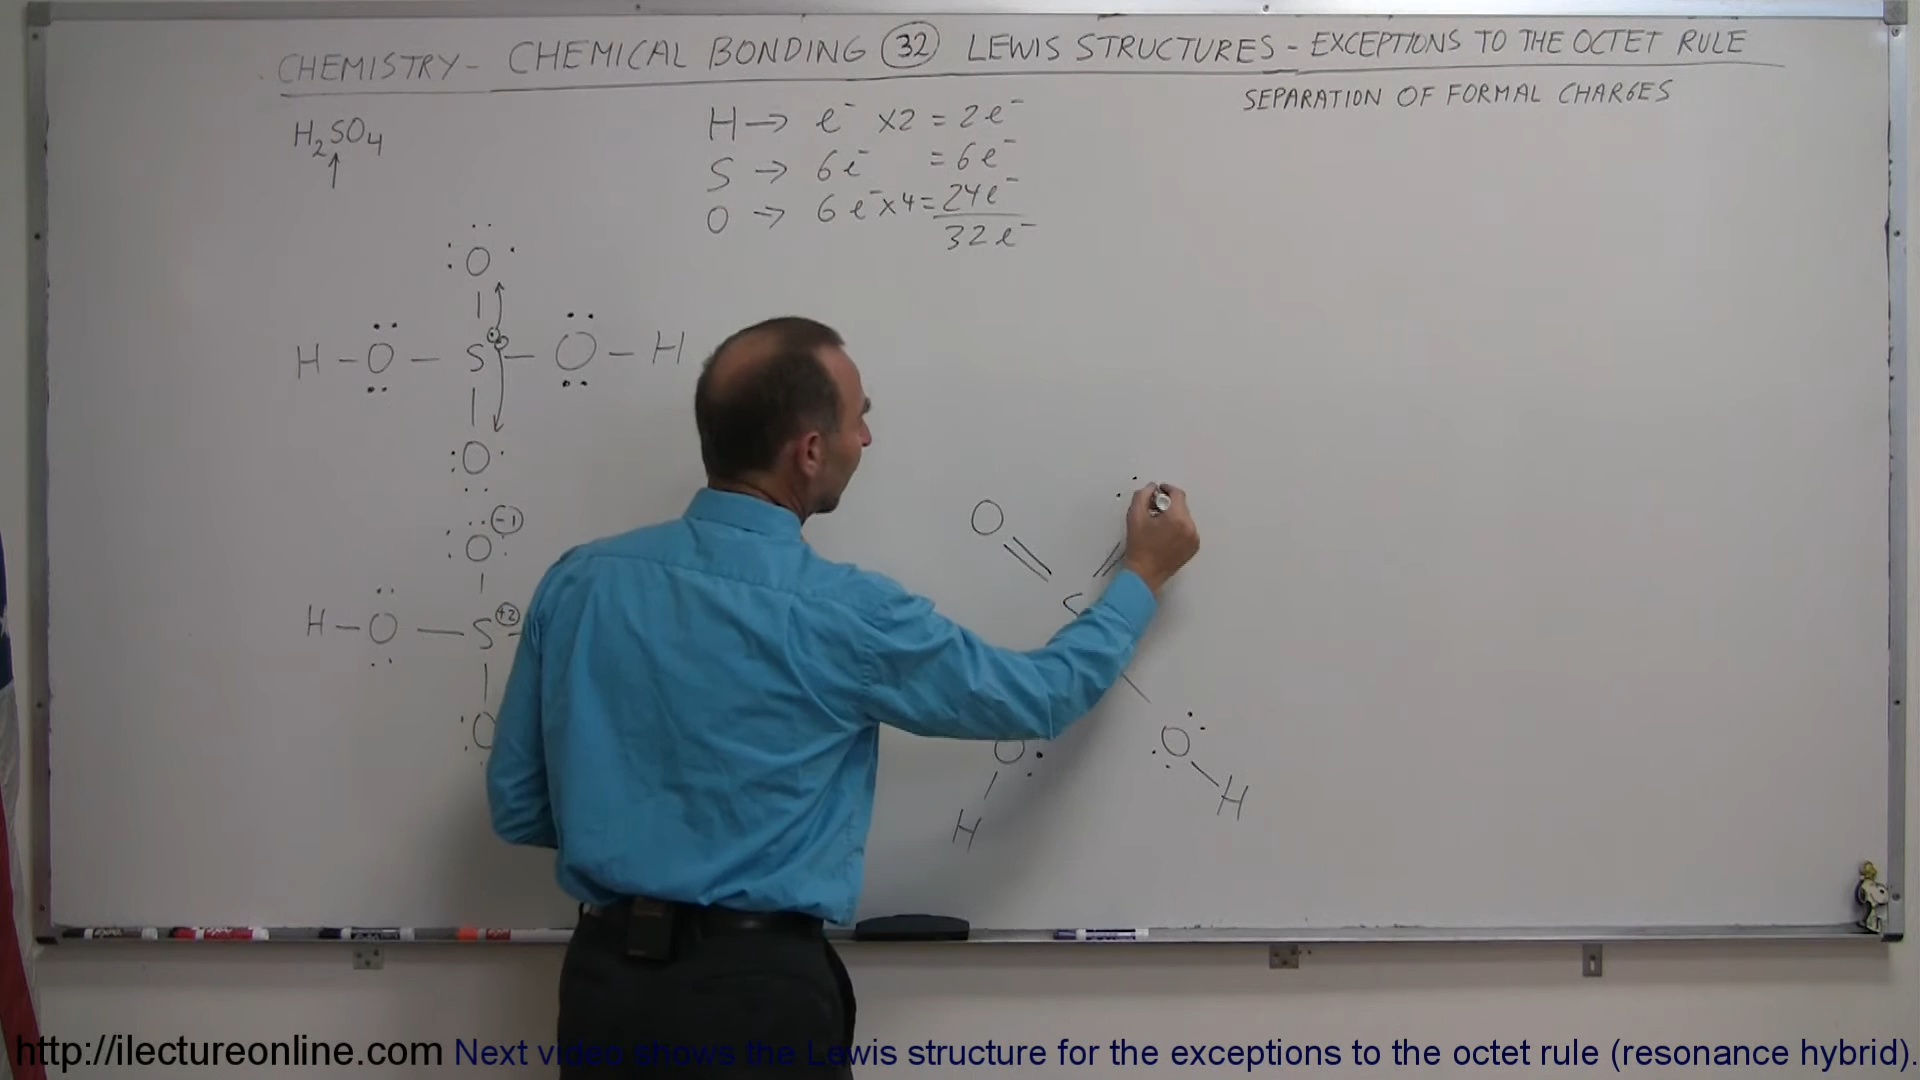 CHEMISTRY - CHEMICAL BONDING 32 LEWIS STRUCTURES - EXCEPTIONS TO THE OCTET RULE
SEPARATION OF FORMAL CHARGES
H₂SO₄
↑
H → e⁻ x2 = 2e⁻
S → 6e⁻ = 6e⁻
O → 6e⁻ x4 = 24e⁻
32e⁻
O
H - O - S - O - H
O
-1
O
H - O - S +2
O
O
S
O O
H H
http://ilectureonline.com Next video shows the Lewis structure for the exceptions to the octet rule (resonance hybrid).